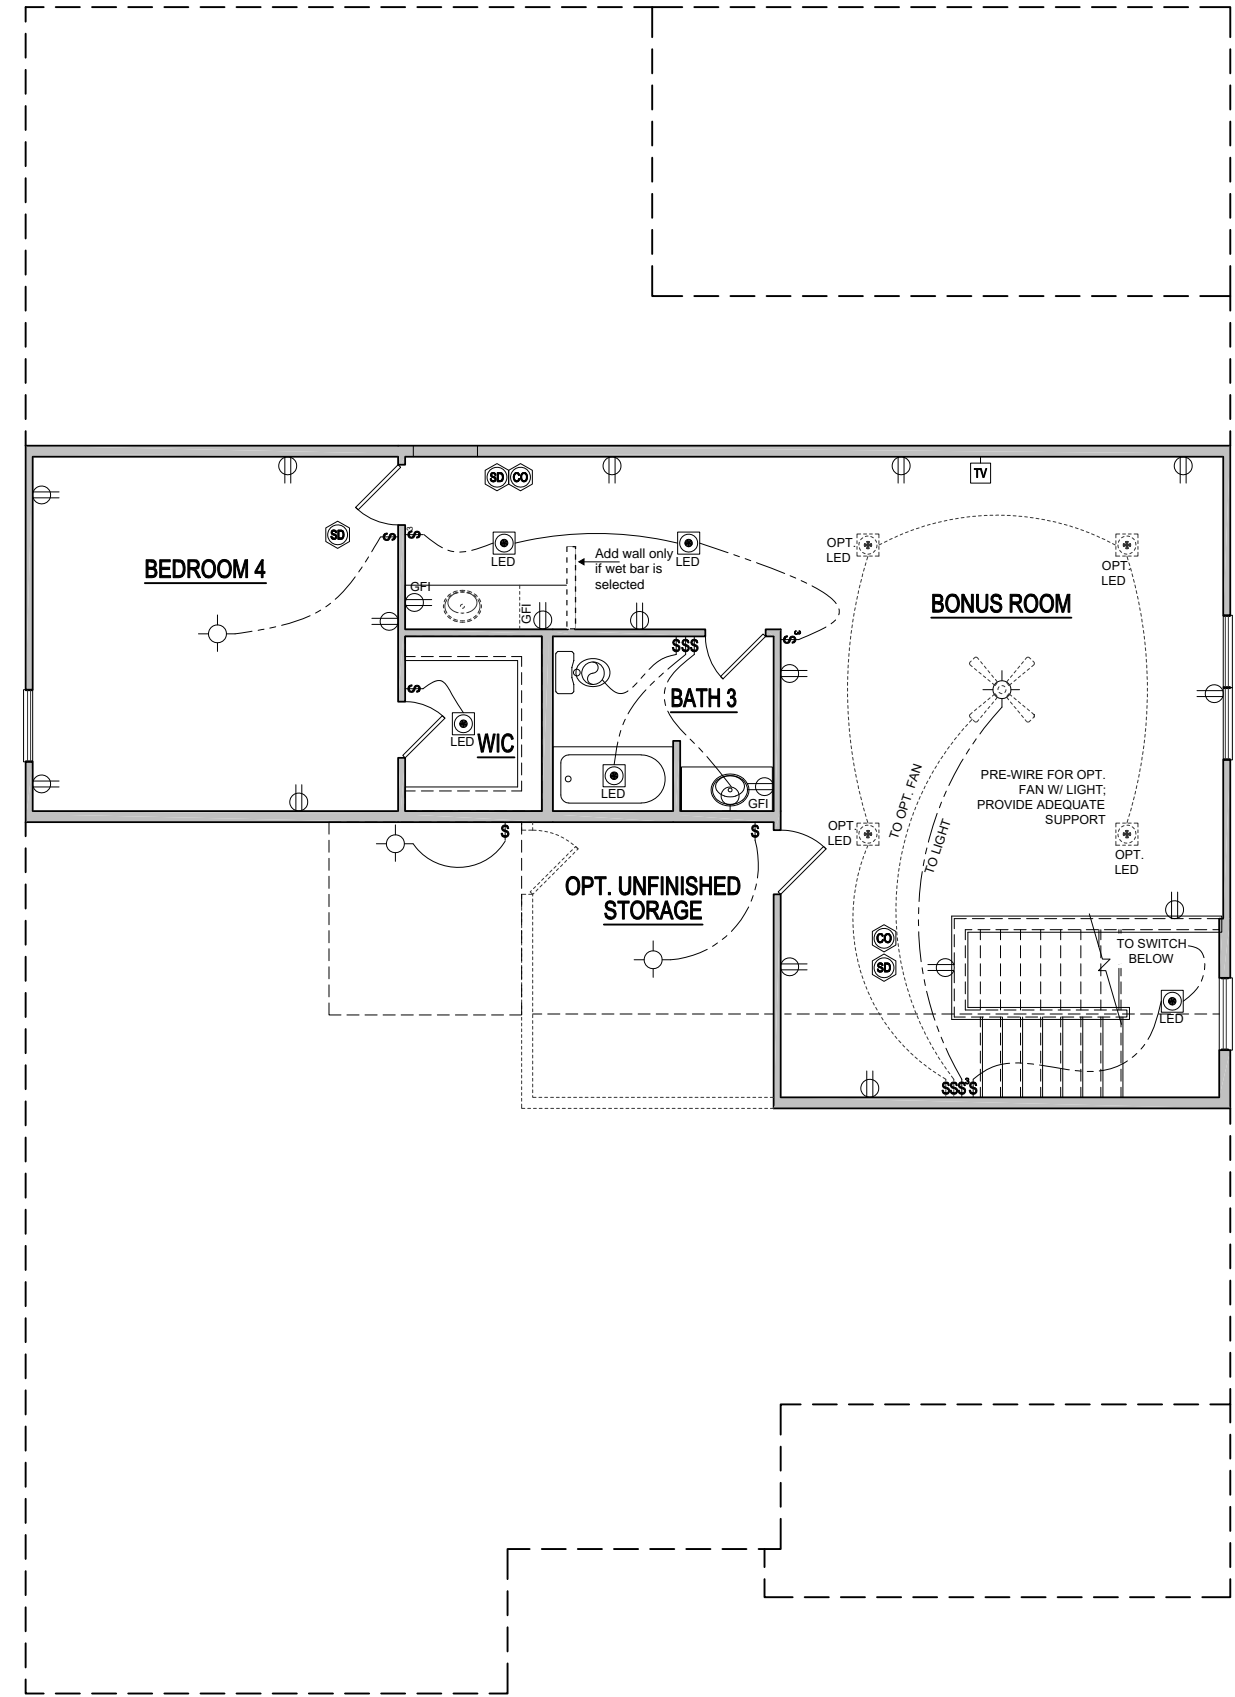 SD CO
TV
SD
$
$3
LED
LED
Add wall only
if wet bar is
selected
OPT.
LED
OPT.
LED
BEDROOM 4
GFI
GFI
BONUS ROOM
$3
$$$
$
BATH 3
LED
WIC
LED
GFI
PRE-WIRE FOR OPT.
FAN W/ LIGHT;
PROVIDE ADEQUATE
SUPPORT
TO OPT. FAN
TO LIGHT
OPT.
LED
OPT.
LED
$
$
OPT. UNFINISHED
STORAGE
CO
SD
TO SWITCH
BELOW
LED
$$$3$